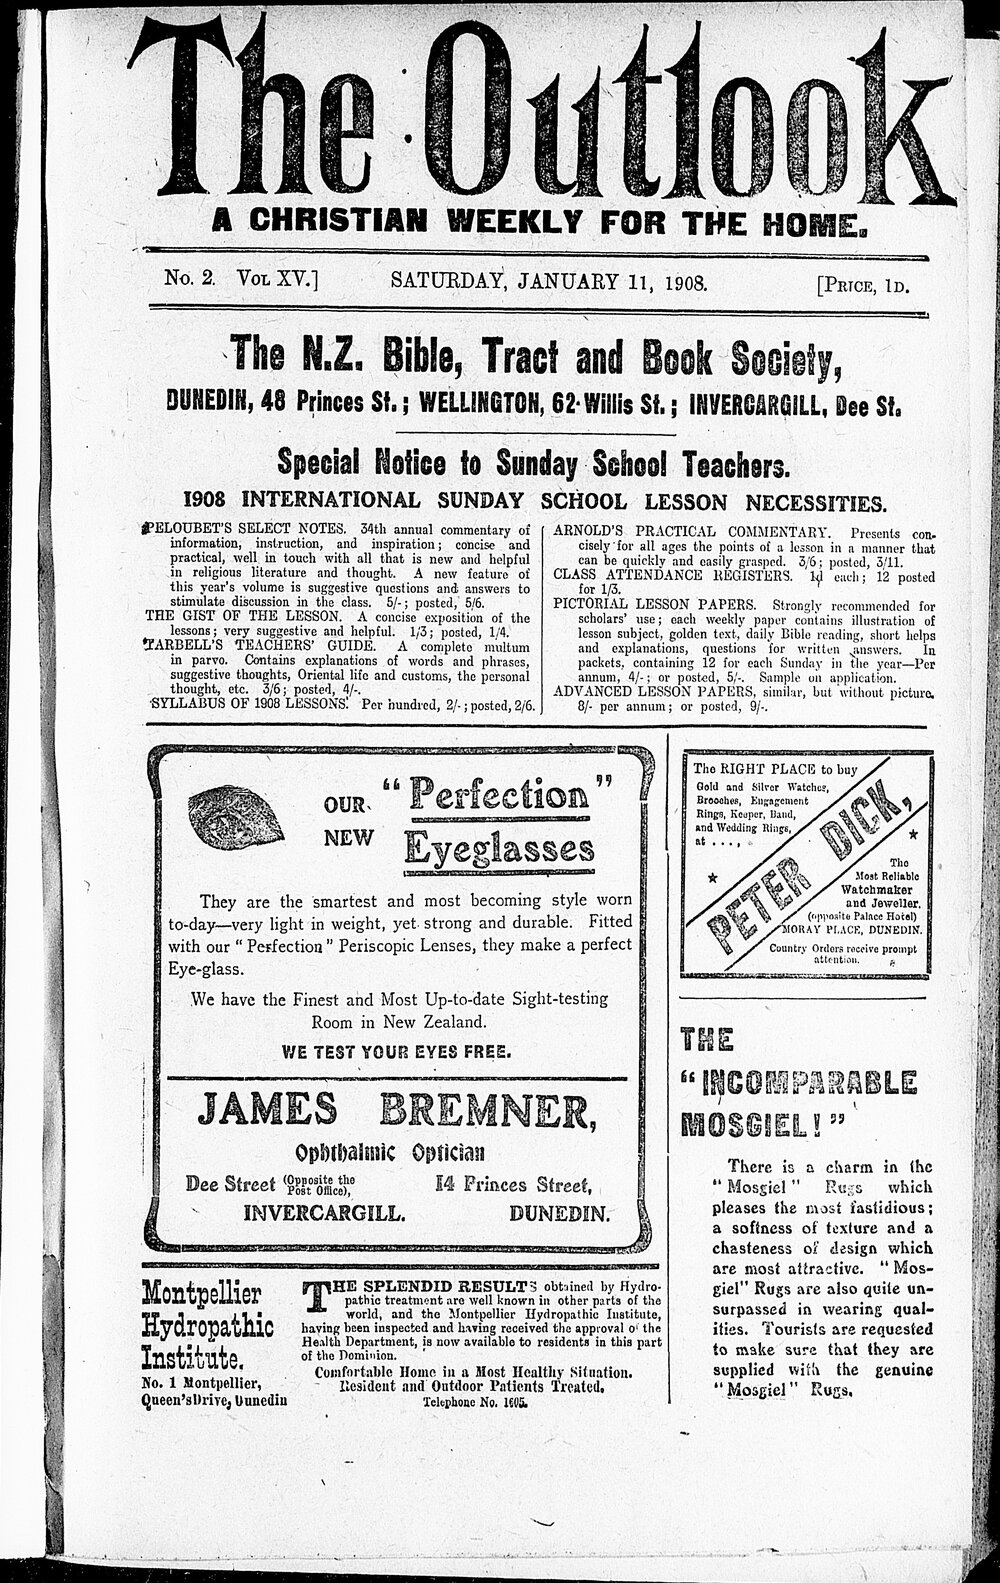 The Outlook
A CHRISTIAN WEEKLY FOR THE HOME.
No. 2. VOL XV.]
SATURDAY, JANUARY 11, 1908.
[PRICE, 1D.
The N.Z. Bible, Tract and Book Society,
DUNEDIN, 48 Princes St.; WELLINGTON, 62 Willis St.; INVERCARGILL, Dee St.
Special Notice to Sunday School Teachers.
1908 INTERNATIONAL SUNDAY SCHOOL LESSON NECESSITIES.
PELOUBET'S SELECT NOTES. 34th annual commentary of
information, instruction, and inspiration; concise and
practical, well in touch with all that is new and helpful
in religious literature and thought. A new feature of
this year's volume is suggestive questions and answers to
stimulate discussion in the class. 5/-; posted, 5/6.
THE GIST OF THE LESSON. A concise exposition of the
lessons; very suggestive and helpful. 1/3; posted, 1/4.
TARBELL'S TEACHERS' GUIDE. A complete multum
in parvo. Contains explanations of words and phrases,
suggestive thoughts, Oriental life and customs, the personal
thought, etc. 3/6; posted, 4/-.
SYLLABUS OF 1908 LESSONS. Per hundred, 2/-; posted, 2/6.
ARNOLD'S PRACTICAL COMMENTARY. Presents con-
cisely for all ages the points of a lesson in a manner that
can be quickly and easily grasped. 3/6; posted, 3/11.
CLASS ATTENDANCE REGISTERS. each; 12 posted
for 1/3.
PICTORIAL LESSON PAPERS. Strongly recommended for
scholars' use; each weekly paper contains illustration of
lesson subject, golden text, daily Bible reading, short helps
and explanations, questions for written answers. In
packets, containing 12 for each Sunday in the year—Per
annum, 4/-; or posted, 5/-. Sample on application.
ADVANCED LESSON PAPERS, similar, but without picture.
8/- per annum; or posted, 9/-.
OUR NEW
"Perfection"
Eyeglasses
They are the smartest and most becoming style worn
to-day—very light in weight, yet strong and durable. Fitted
with our "Perfection" Periscopic Lenses, they make a perfect
Eye-glass.
We have the Finest and Most Up-to-date Sight-testing
Room in New Zealand.
WE TEST YOUR EYES FREE.
JAMES BREMNER,
Ophthalmic Optician
Dee Street (Opposite the Post Office),
INVERCARGILL.
14 Princes Street,
DUNEDIN.
The RIGHT PLACE to buy
Gold and Silver Watches,
Brooches, Engagement
Rings, Keeper, Band,
and Wedding Rings,
at . . . ,
PETER DICK,
The
Most Reliable
Watchmaker
and Jeweller.
(opposite Palace Hotel)
MORAY PLACE, DUNEDIN.
Country Orders receive prompt
attention.
THE
"INCOMPARABLE
MOSGIEL!"
There is a charm in the
"Mosgiel" Rugs which
pleases the most fastidious;
a softness of texture and a
chasteness of design which
are most attractive. "Mos-
giel" Rugs are also quite un-
surpassed in wearing qual-
ities. Tourists are requested
to make sure that they are
supplied with the genuine
"Mosgiel" Rugs.
Montpellier
Hydropathic
Institute.
No. 1 Montpellier,
Queen's Drive, Dunedin
THE SPLENDID RESULTS obtained by Hydro-
pathic treatment are well known in other parts of the
world, and the Montpellier Hydropathic Institute,
having been inspected and having received the approval of the
Health Department, is now available to residents in this part
of the Dominion.
Comfortable Home in a Most Healthy Situation.
Resident and Outdoor Patients Treated.
Telephone No. 1605.